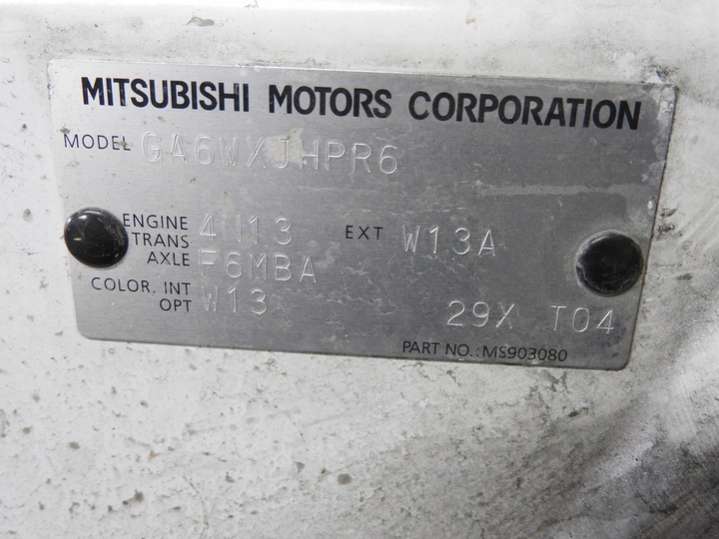 MITSUBISHI MOTORS CORPORATION
MODEL GA6WXJHPR6
ENGINE 4N13 EXT W13A
TRANS
AXLE F6MBA
COLOR, INT
OPT W13 29X T04
PART NO.: MS903080